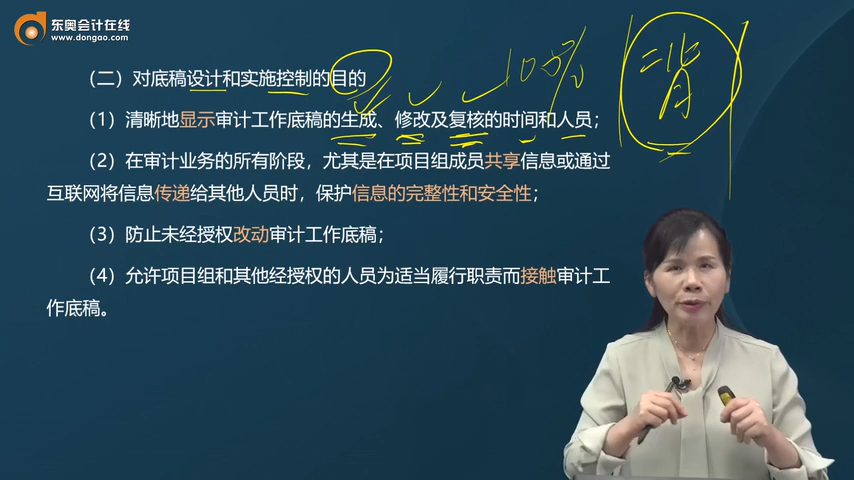 东奥会计在线
www.dongao.com
（二）对底稿设计和实施控制的目的
（1）清晰地显示审计工作底稿的生成、修改及复核的时间和人员；
（2）在审计业务的所有阶段，尤其是在项目组成员共享信息或通过
互联网将信息传递给其他人员时，保护信息的完整性和安全性；
（3）防止未经授权改动审计工作底稿；
（4）允许项目组和其他经授权的人员为适当履行职责而接触审计工
作底稿。
100%
背